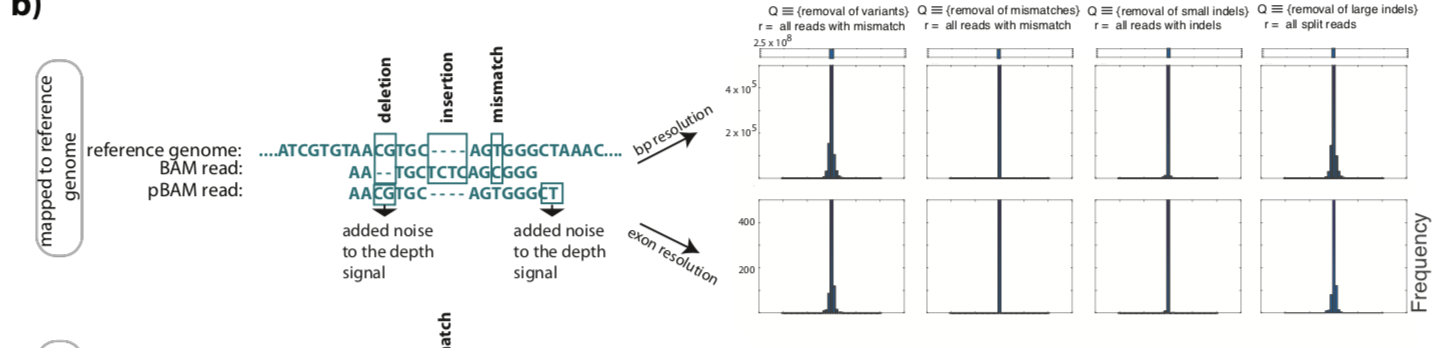 b)
mapped to reference
genome
deletion
insertion
mismatch
reference genome: ....ATCGTGTAACGTGC---- AGTGGGCTAAAC....
BAM read: AA--TGCTCTCAGCGGG
pBAM read: AACGTGC---- AGTGGGCT
added noise
to the depth
signal
added noise
to the depth
signal
bp resolution
exon resolution
Q ≡ {removal of variants}
r = all reads with mismatch
Q ≡ {removal of mismatches}
r = all reads with mismatch
Q ≡ {removal of small indels}
r = all reads with indels
Q ≡ {removal of large indels}
r = all split reads
2.5 x 10^8
4 x 10^5
2 x 10^5
400
200
Frequency